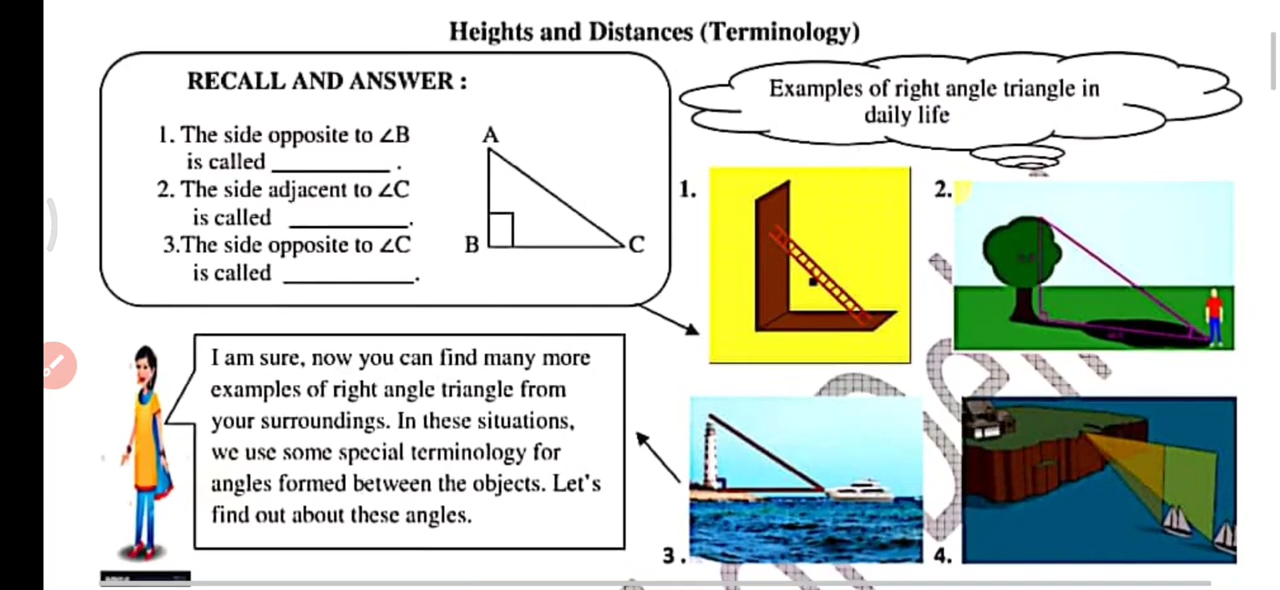 Heights and Distances (Terminology)
RECALL AND ANSWER :
1. The side opposite to ∠B
is called __________ .
2. The side adjacent to ∠C
is called __________.
3.The side opposite to ∠C
is called ___________.
A
B
C
Examples of right angle triangle in
daily life
1.
2.
I am sure, now you can find many more
examples of right angle triangle from
your surroundings. In these situations,
we use some special terminology for
angles formed between the objects. Let's
find out about these angles.
3 .
4.